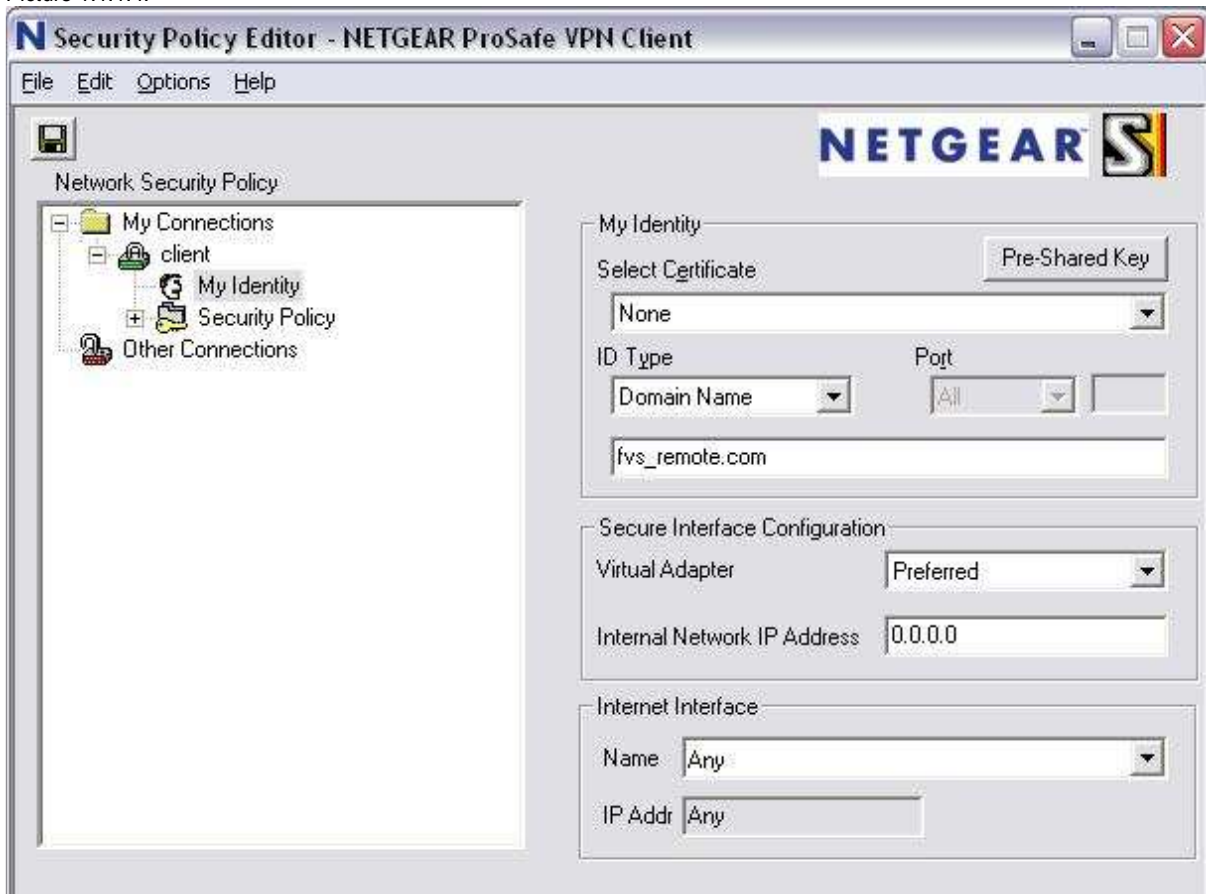 N Security Policy Editor - NETGEAR ProSafe VPN Client
File Edit Options Help
NETGEAR S
Network Security Policy
My Connections
client
My Identity
Security Policy
Other Connections
My Identity
Pre-Shared Key
Select Certificate
None
ID Type Port
Domain Name All
fvs_remote.com
Secure Interface Configuration
Virtual Adapter Preferred
Internal Network IP Address 0.0.0.0
Internet Interface
Name Any
IP Addr Any